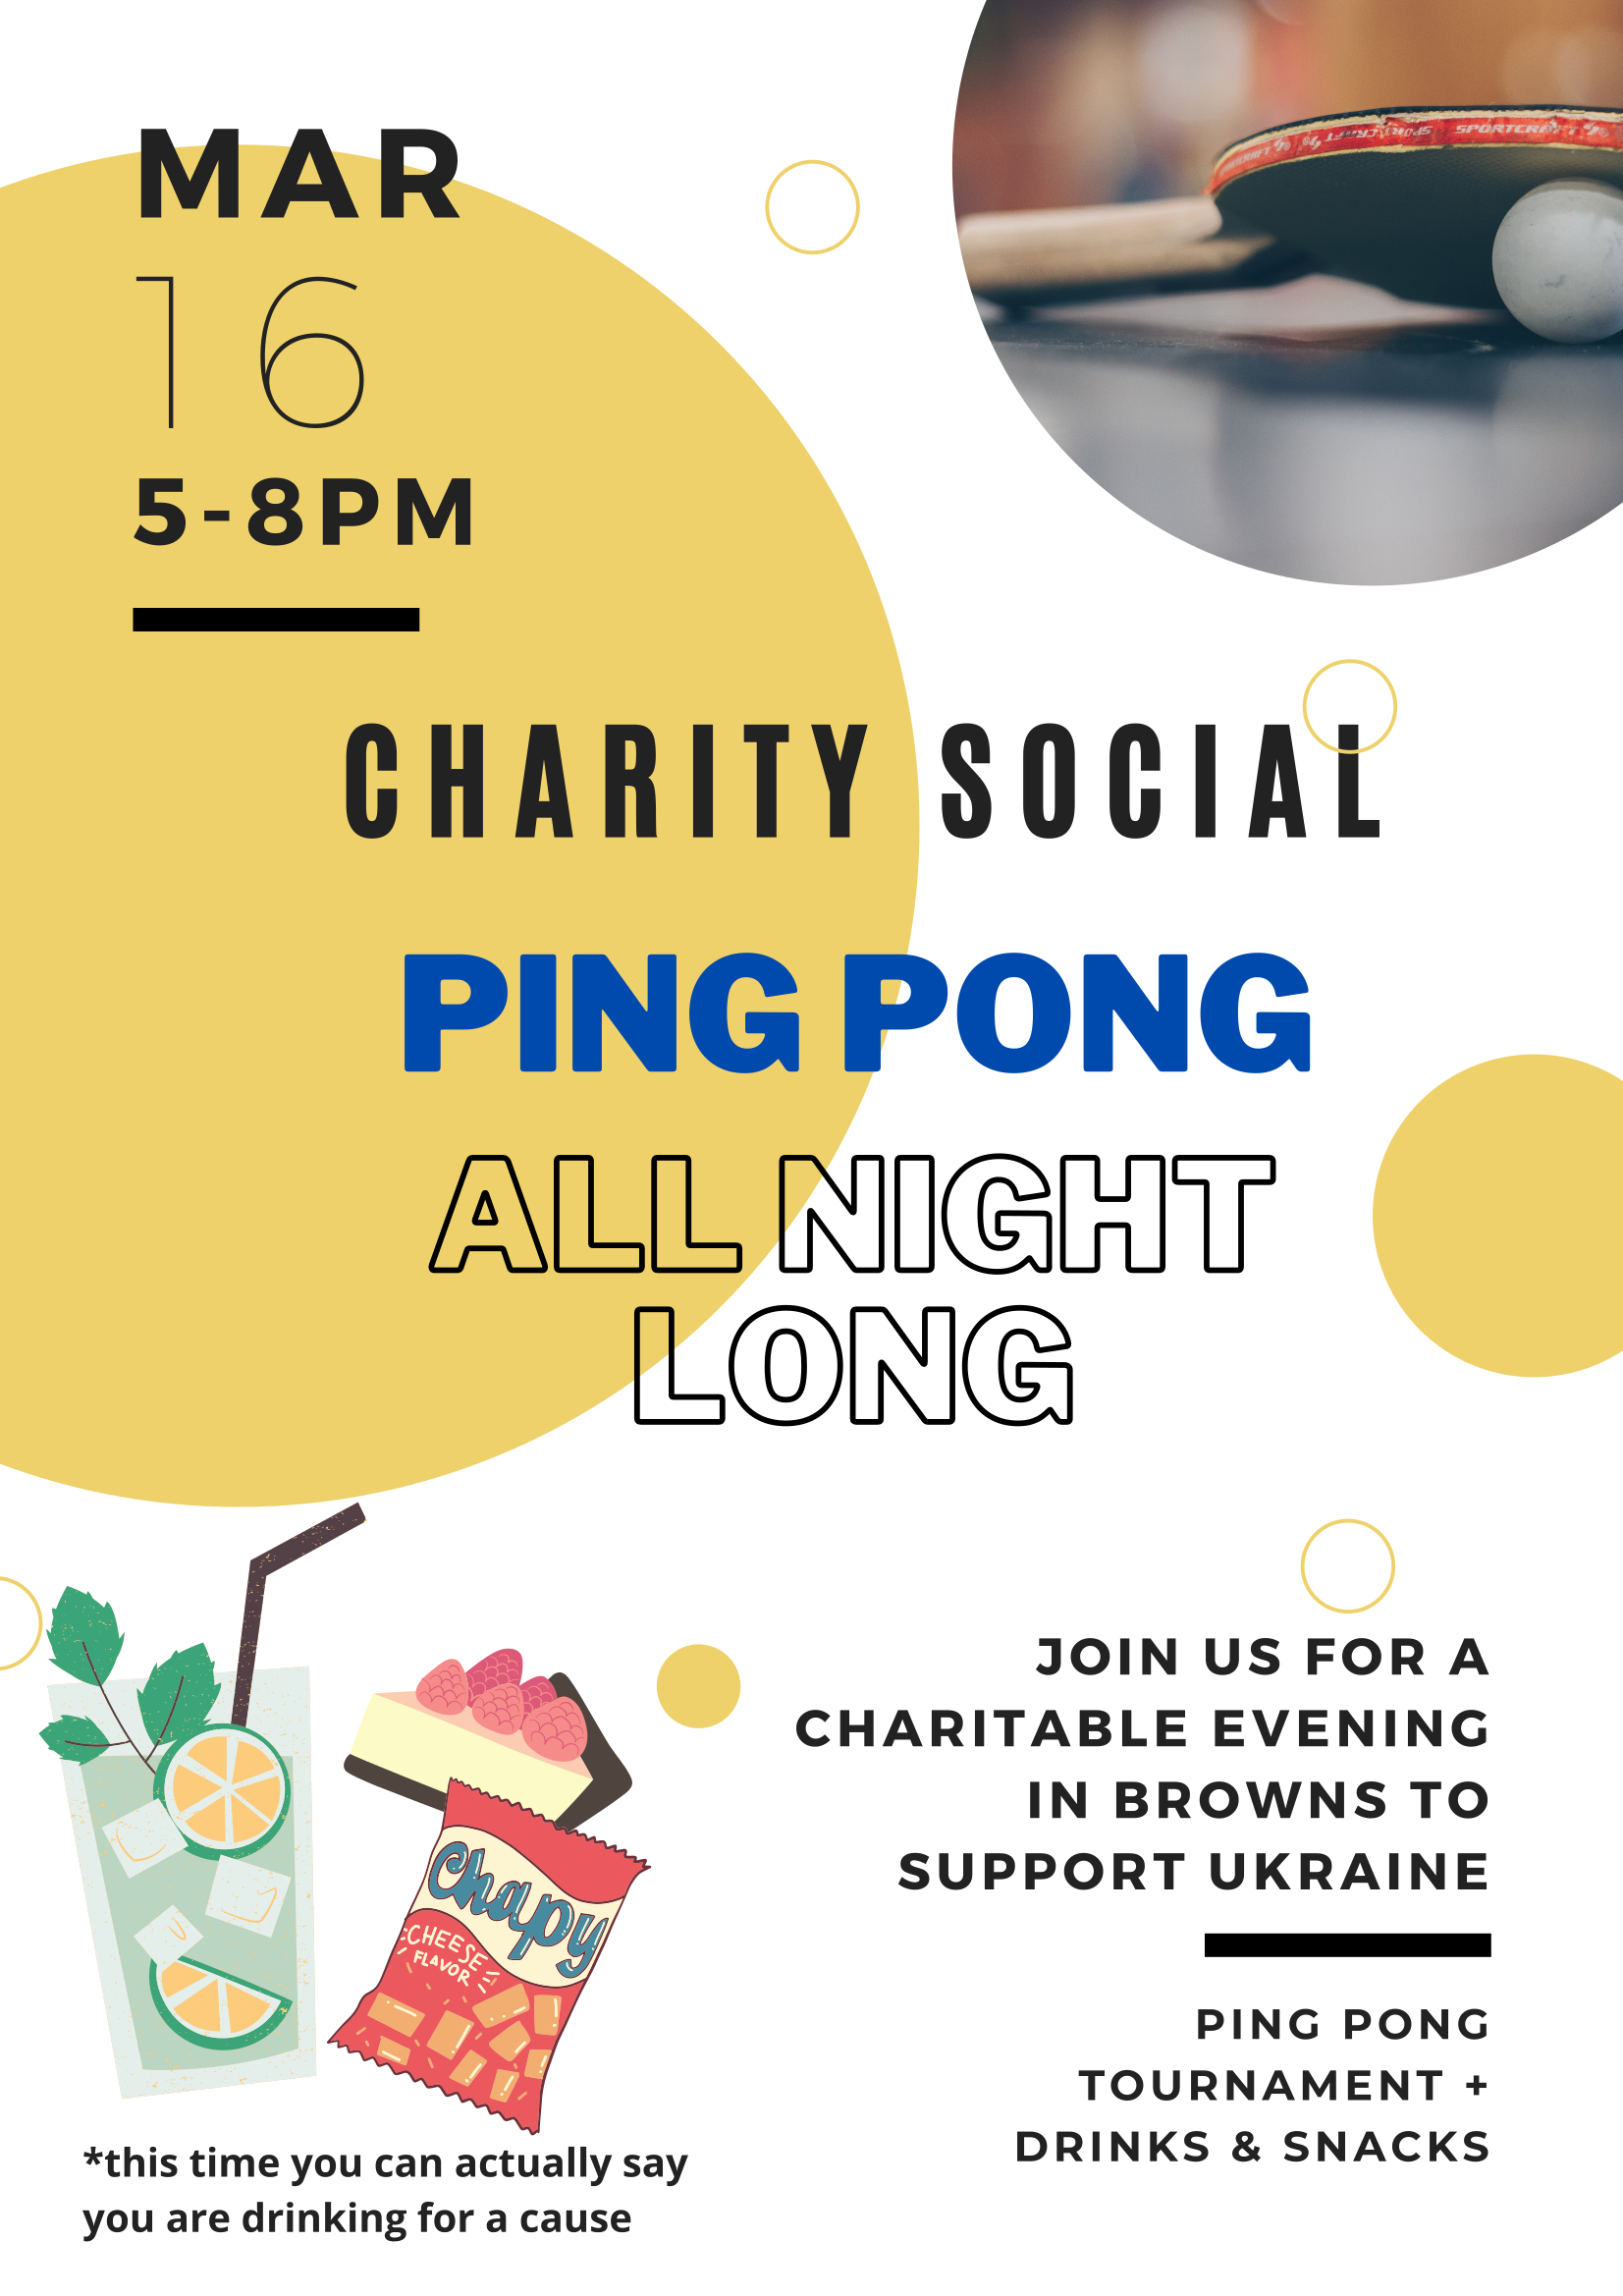 MAR
16
5-8PM
SPORTCRAFT
CHARITY SOCIAL
PING PONG
ALL NIGHT
LONG
JOIN US FOR A
CHARITABLE EVENING
IN BROWNS TO
SUPPORT UKRAINE
PING PONG
TOURNAMENT +
DRINKS & SNACKS
Chapy
CHEESE
FLAVOR
*this time you can actually say
you are drinking for a cause